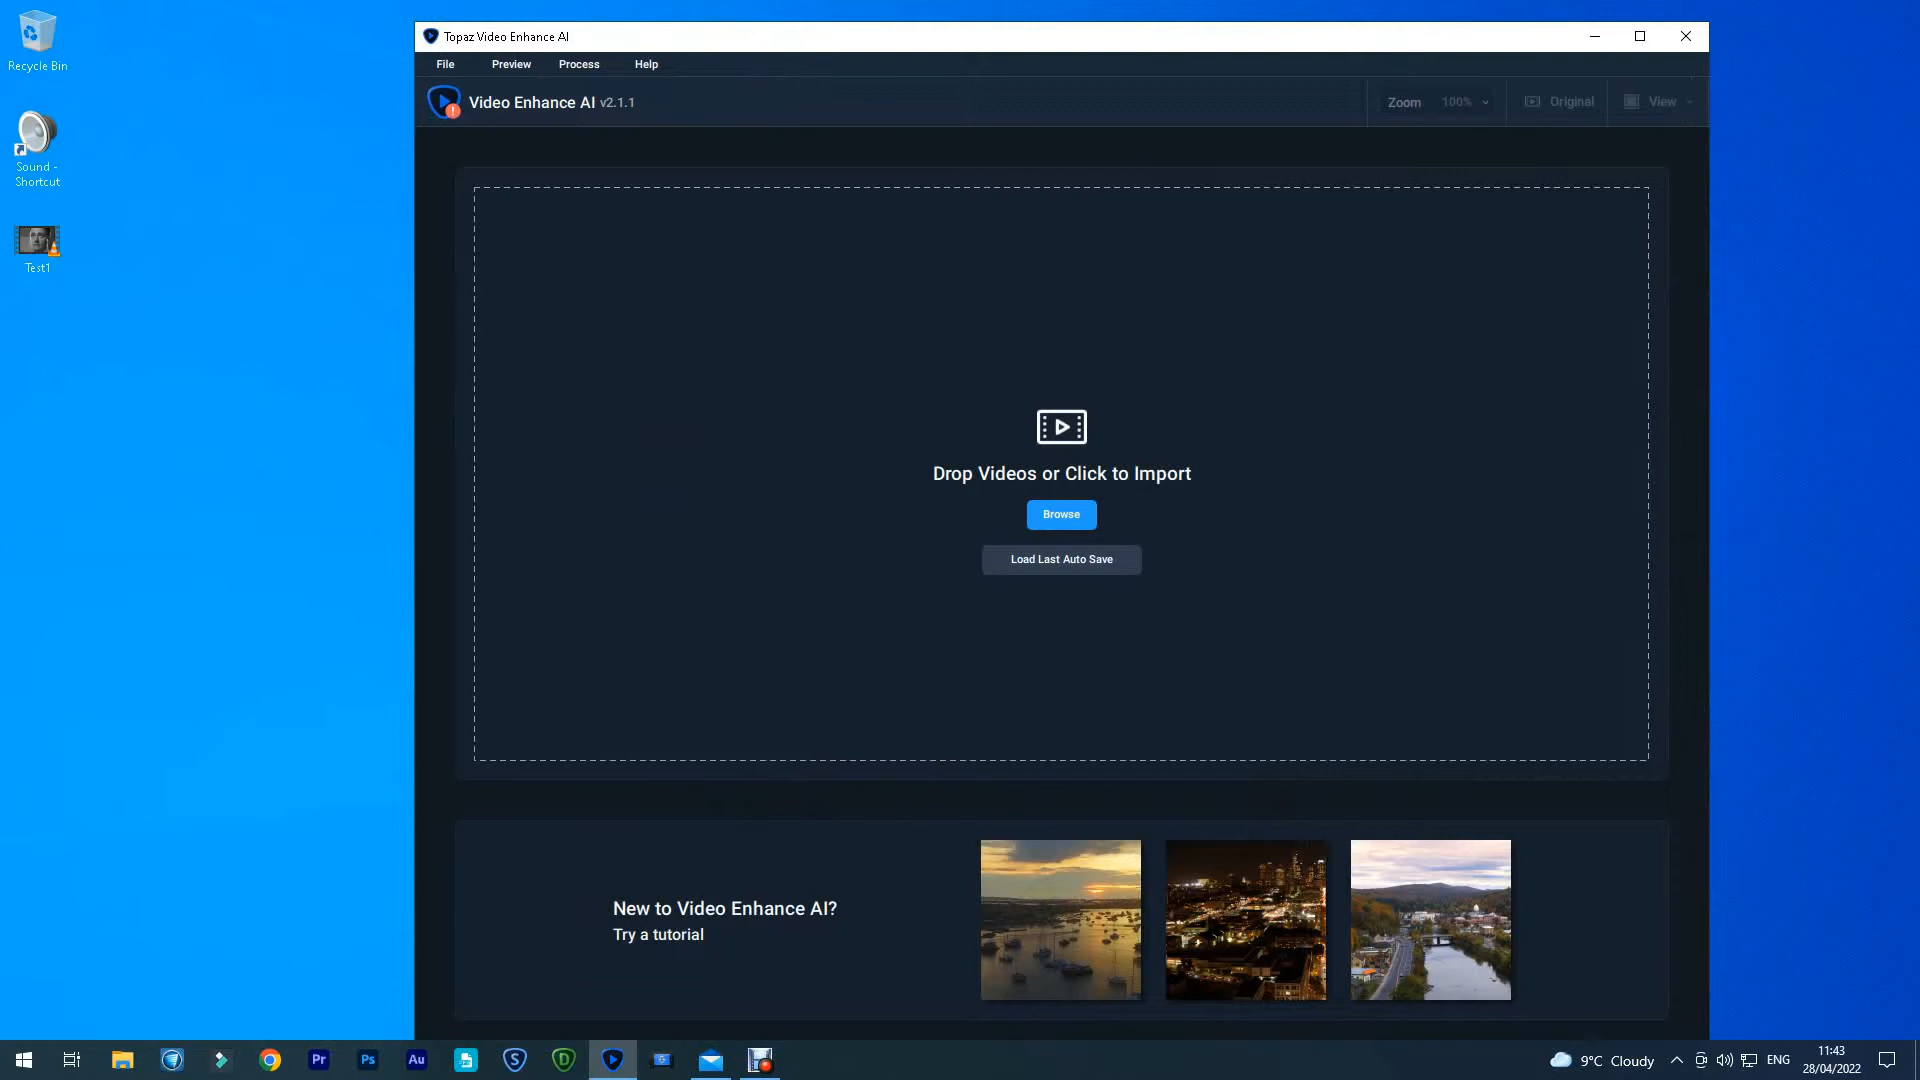 Recycle Bin
Sound -
Shortcut
Test1
Topaz Video Enhance AI
File Preview Process Help
Video Enhance AI v2.1.1
Zoom 100% Original View
Drop Videos or Click to Import
Browse
Load Last Auto Save
New to Video Enhance AI?
Try a tutorial
Pr Ps Au S D
9°C Cloudy ENG
11:43
28/04/2022